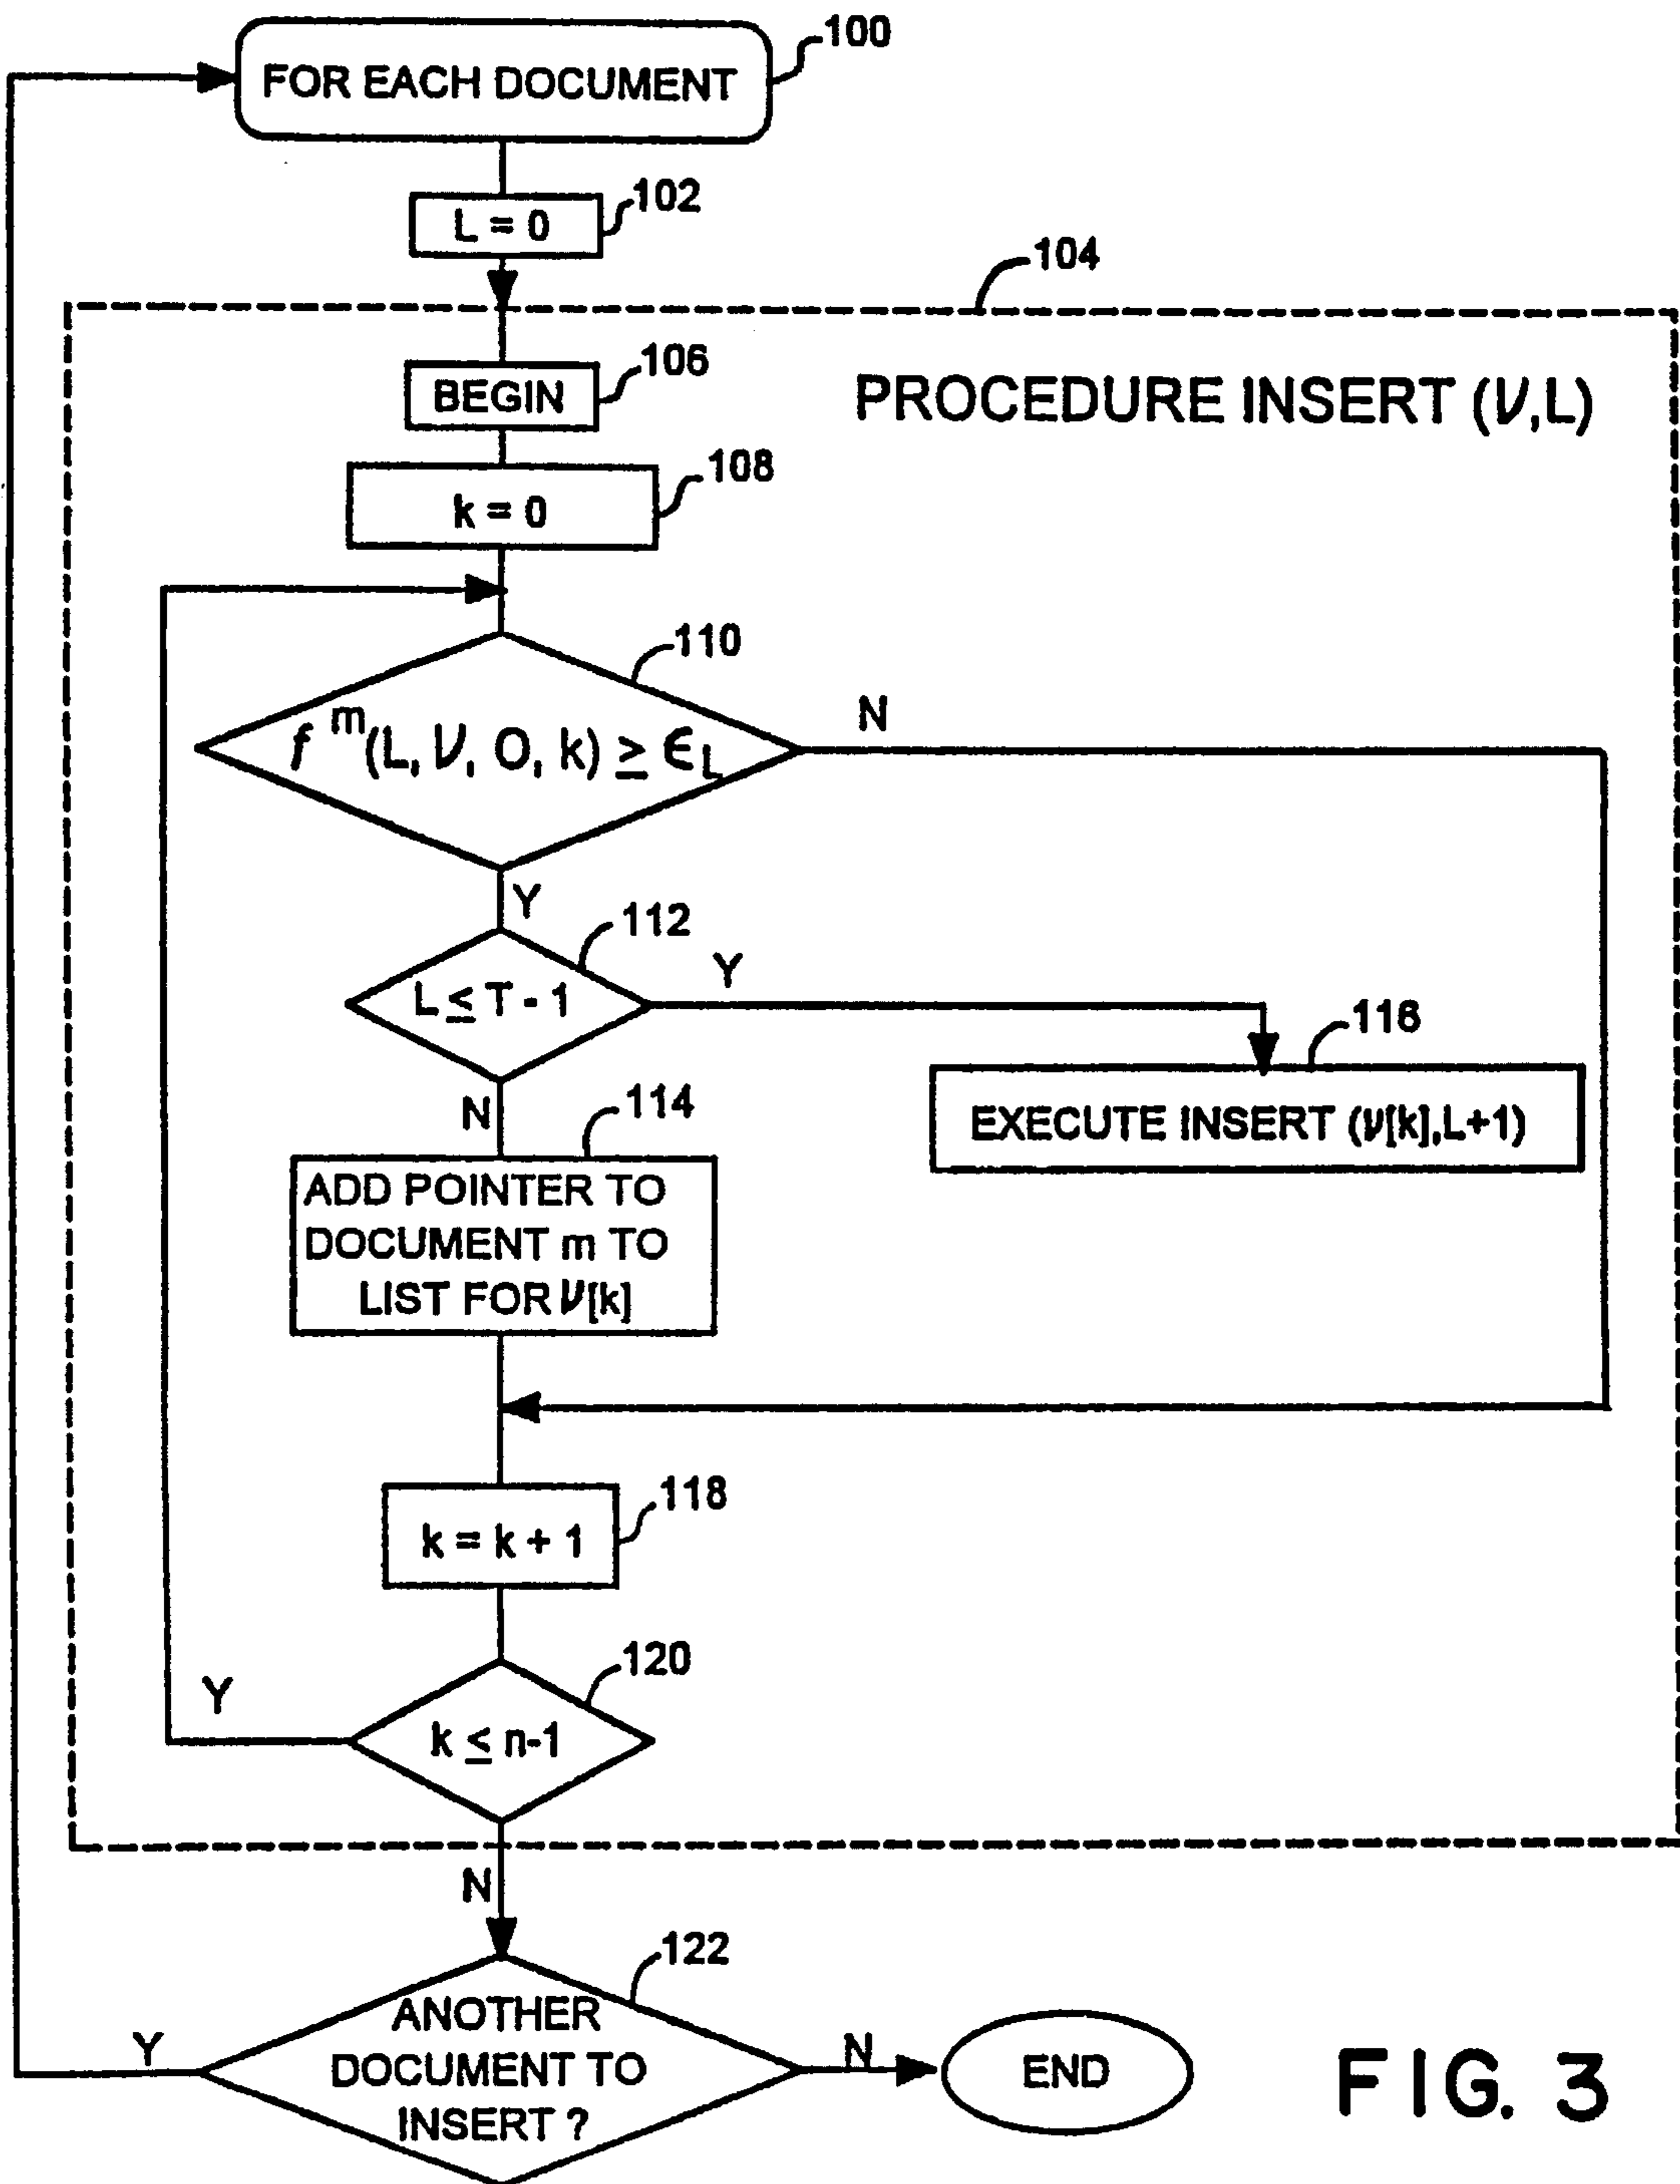 FOR EACH DOCUMENT
100
L = 0
102
104
BEGIN
106
PROCEDURE INSERT (ν,L)
k = 0
108
110
f m(L, ν, O, k) ≥ ϵL
N
Y
112
L ≤ T - 1
Y
116
EXECUTE INSERT (ν[k],L+1)
N
114
ADD POINTER TO
DOCUMENT m TO
LIST FOR ν[k]
k = k + 1
118
120
Y
k ≤ n-1
N
122
ANOTHER
DOCUMENT TO
INSERT ?
Y
N
END
FIG. 3